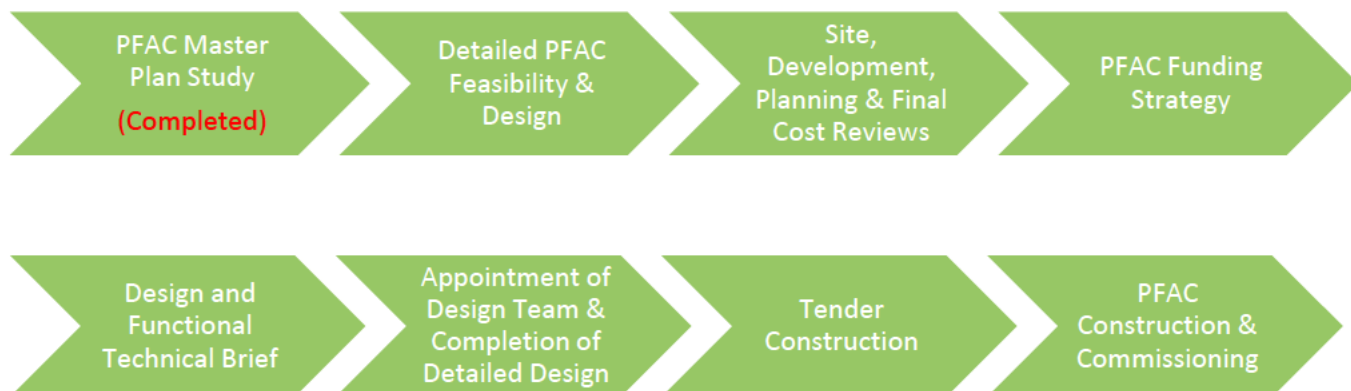 PFAC Master
Plan Study
(Completed)
Detailed PFAC
Feasibility &
Design
Site,
Development,
Planning & Final
Cost Reviews
PFAC Funding
Strategy
Design and
Functional
Technical Brief
Appointment of
Design Team &
Completion of
Detailed Design
Tender
Construction
PFAC
Construction &
Commissioning